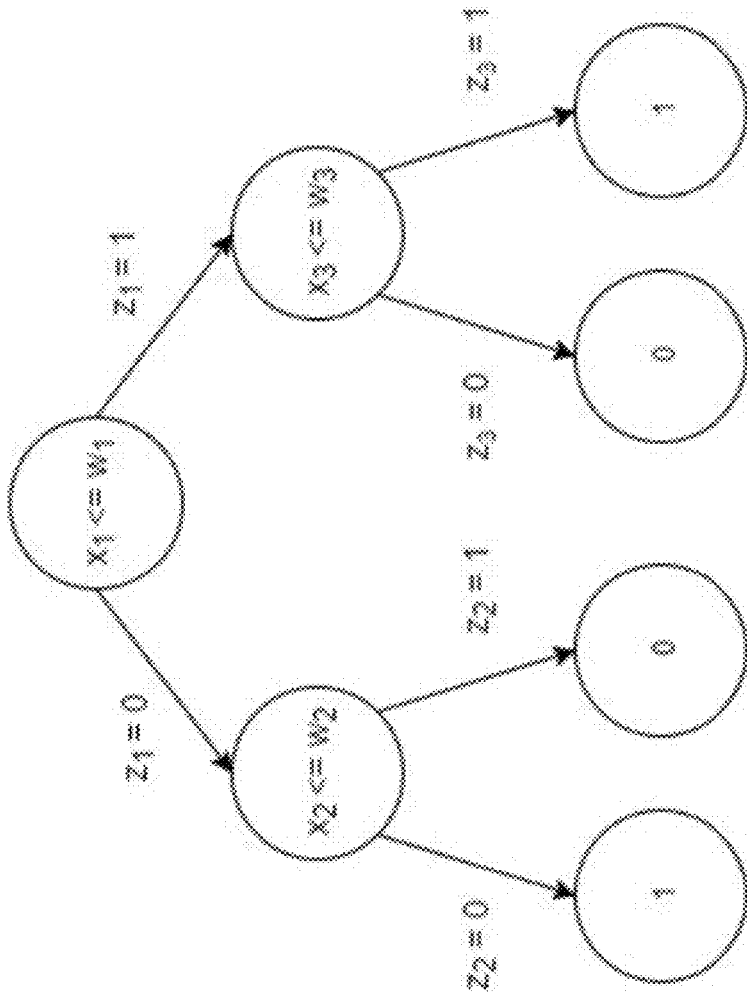 x₁ <= w₁
z₁ = 0
z₁ = 1
x₂ <= w₂
x₃ <= w₃
z₂ = 0
z₂ = 1
z₃ = 0
z₃ = 1
1
0
0
1